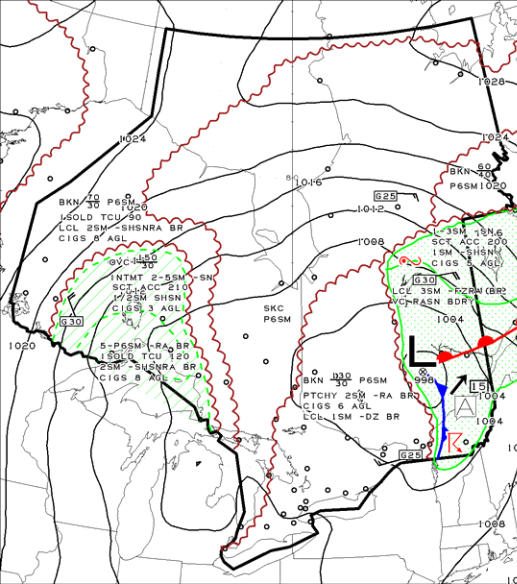 1028
1024
1024
BKN 60/40
P6SM
1020
BKN 70/30 P6SM
1020
ISOLD TCU 90
LCL 2SM -SHSNRA BR
CIGS 8 AGL
1016
G25
1012
1008
-SN
SCT ACC 200
1SM -SHSN
CIGS 5 AGL
G30
LCL 3SM -FZRA (BR)
VC RASN BDRY
1004
OVC 150/30
INTMT 2-5SM -SN
SCT ACC 210
1/2SM SHSN
CIGS 3 AGL
G30
1020
5-P6SM -RA BR
ISOLD TCU 120
2SM -SHSNRA BR
CIGS 8 AGL
SKC
P6SM
L
998
15
A
1004
1004
BKN 130/30 P6SM
PTCHY 2SM -RA BR
CIGS 6 AGL
LCL 1SM -DZ BR
G25
1008